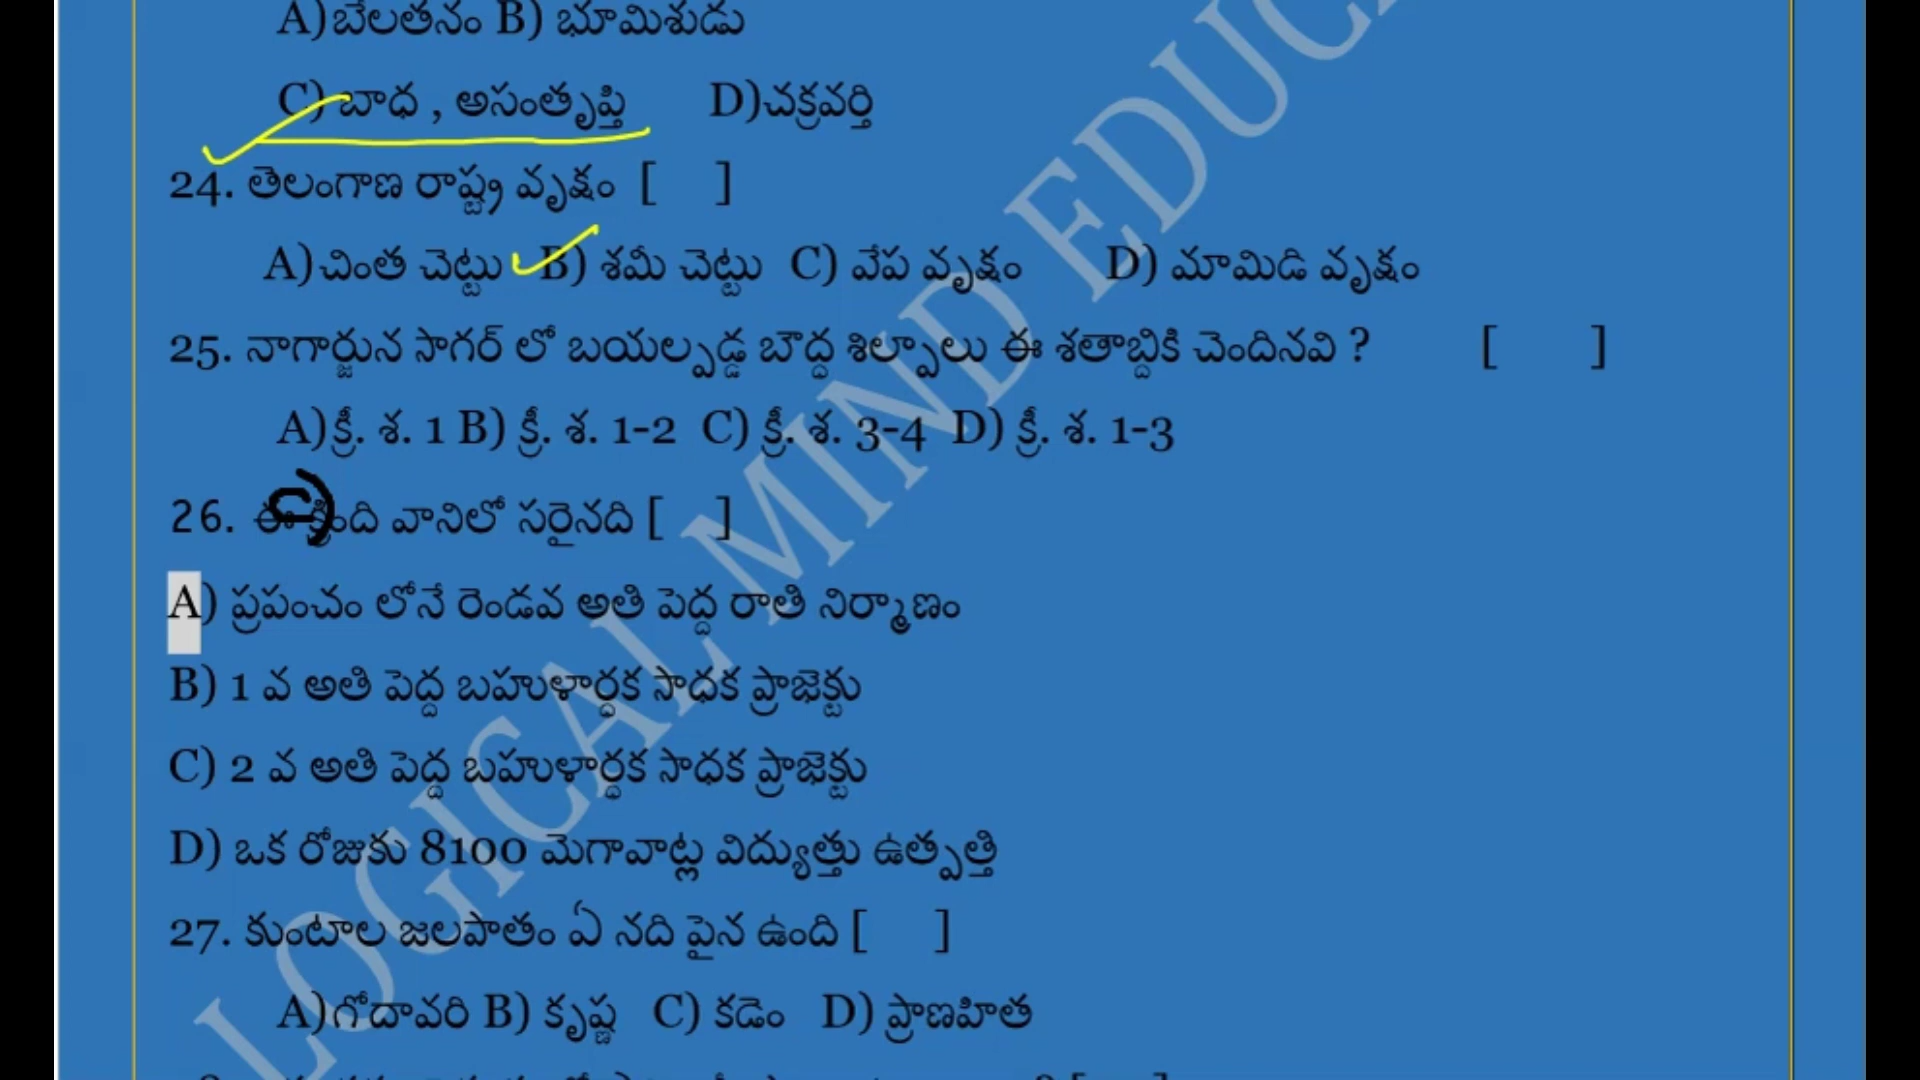 A)బేలతనం B) భూమిశుడు
C) బాధ , అసంతృప్తి D)చక్రవర్తి
24. తెలంగాణ రాష్ట్ర వృక్షం [ ]
A)చింత చెట్టు B) శమీ చెట్టు C) వేప వృక్షం D) మామిడి వృక్షం
25. నాగార్జున సాగర్ లో బయల్పడ్డ బౌద్ధ శిల్పాలు ఈ శతాబ్దికి చెందినవి ? [ ]
A)క్రీ. శ. 1 B) క్రీ. శ. 1-2 C) క్రీ. శ. 3-4 D) క్రీ. శ. 1-3
26. ఈ క్రింది వానిలో సరైనది [ ]
A) ప్రపంచం లోనే రెండవ అతి పెద్ద రాతి నిర్మాణం
B) 1 వ అతి పెద్ద బహుళార్ధక సాధక ప్రాజెక్టు
C) 2 వ అతి పెద్ద బహుళార్ధక సాధక ప్రాజెక్టు
D) ఒక రోజుకు 8100 మెగావాట్ల విద్యుత్తు ఉత్పత్తి
27. కుంటాల జలపాతం ఏ నది పైన ఉంది [ ]
A)గోదావరి B) కృష్ణ C) కడెం D) ప్రాణహిత
LOGICAL MIND EDUCA